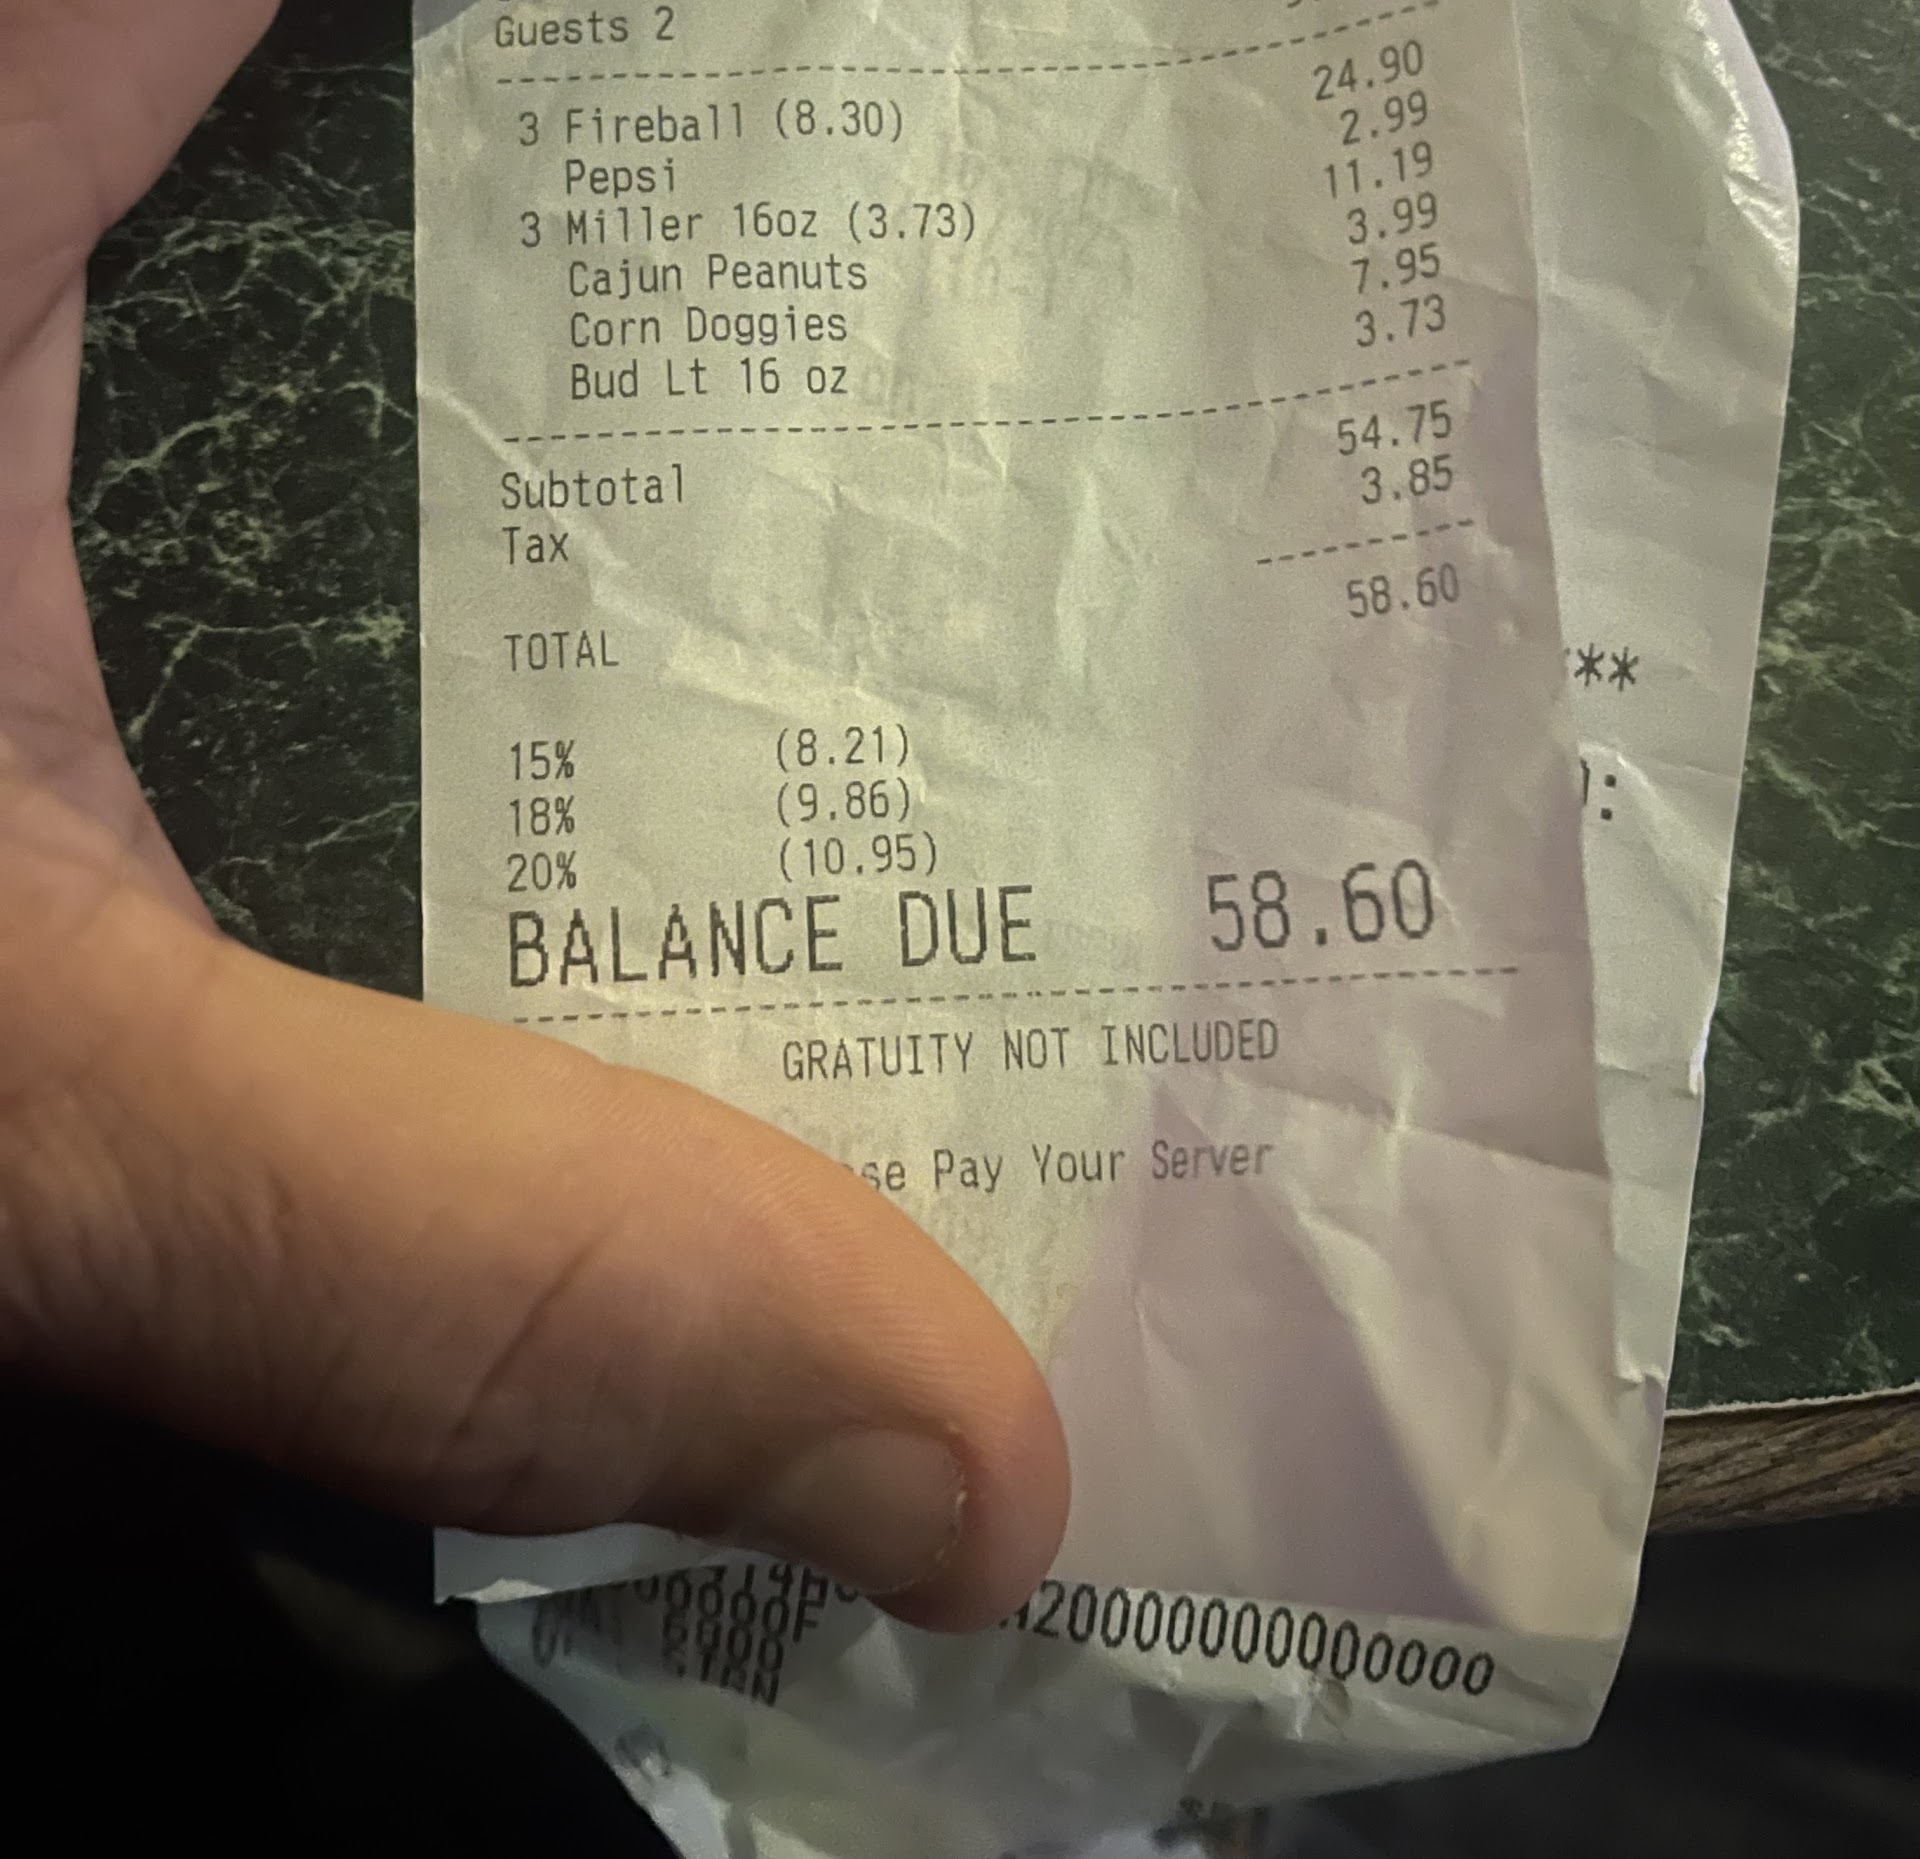 Guests 2
3 Fireball (8.30) 24.90
Pepsi 2.99
3 Miller 16oz (3.73) 11.19
Cajun Peanuts 3.99
Corn Doggies 7.95
Bud Lt 16 oz 3.73
Subtotal 54.75
Tax 3.85
TOTAL 58.60
**
15% (8.21)
18% (9.86)
20% (10.95)
BALANCE DUE 58.60
GRATUITY NOT INCLUDED
Pay Your Server